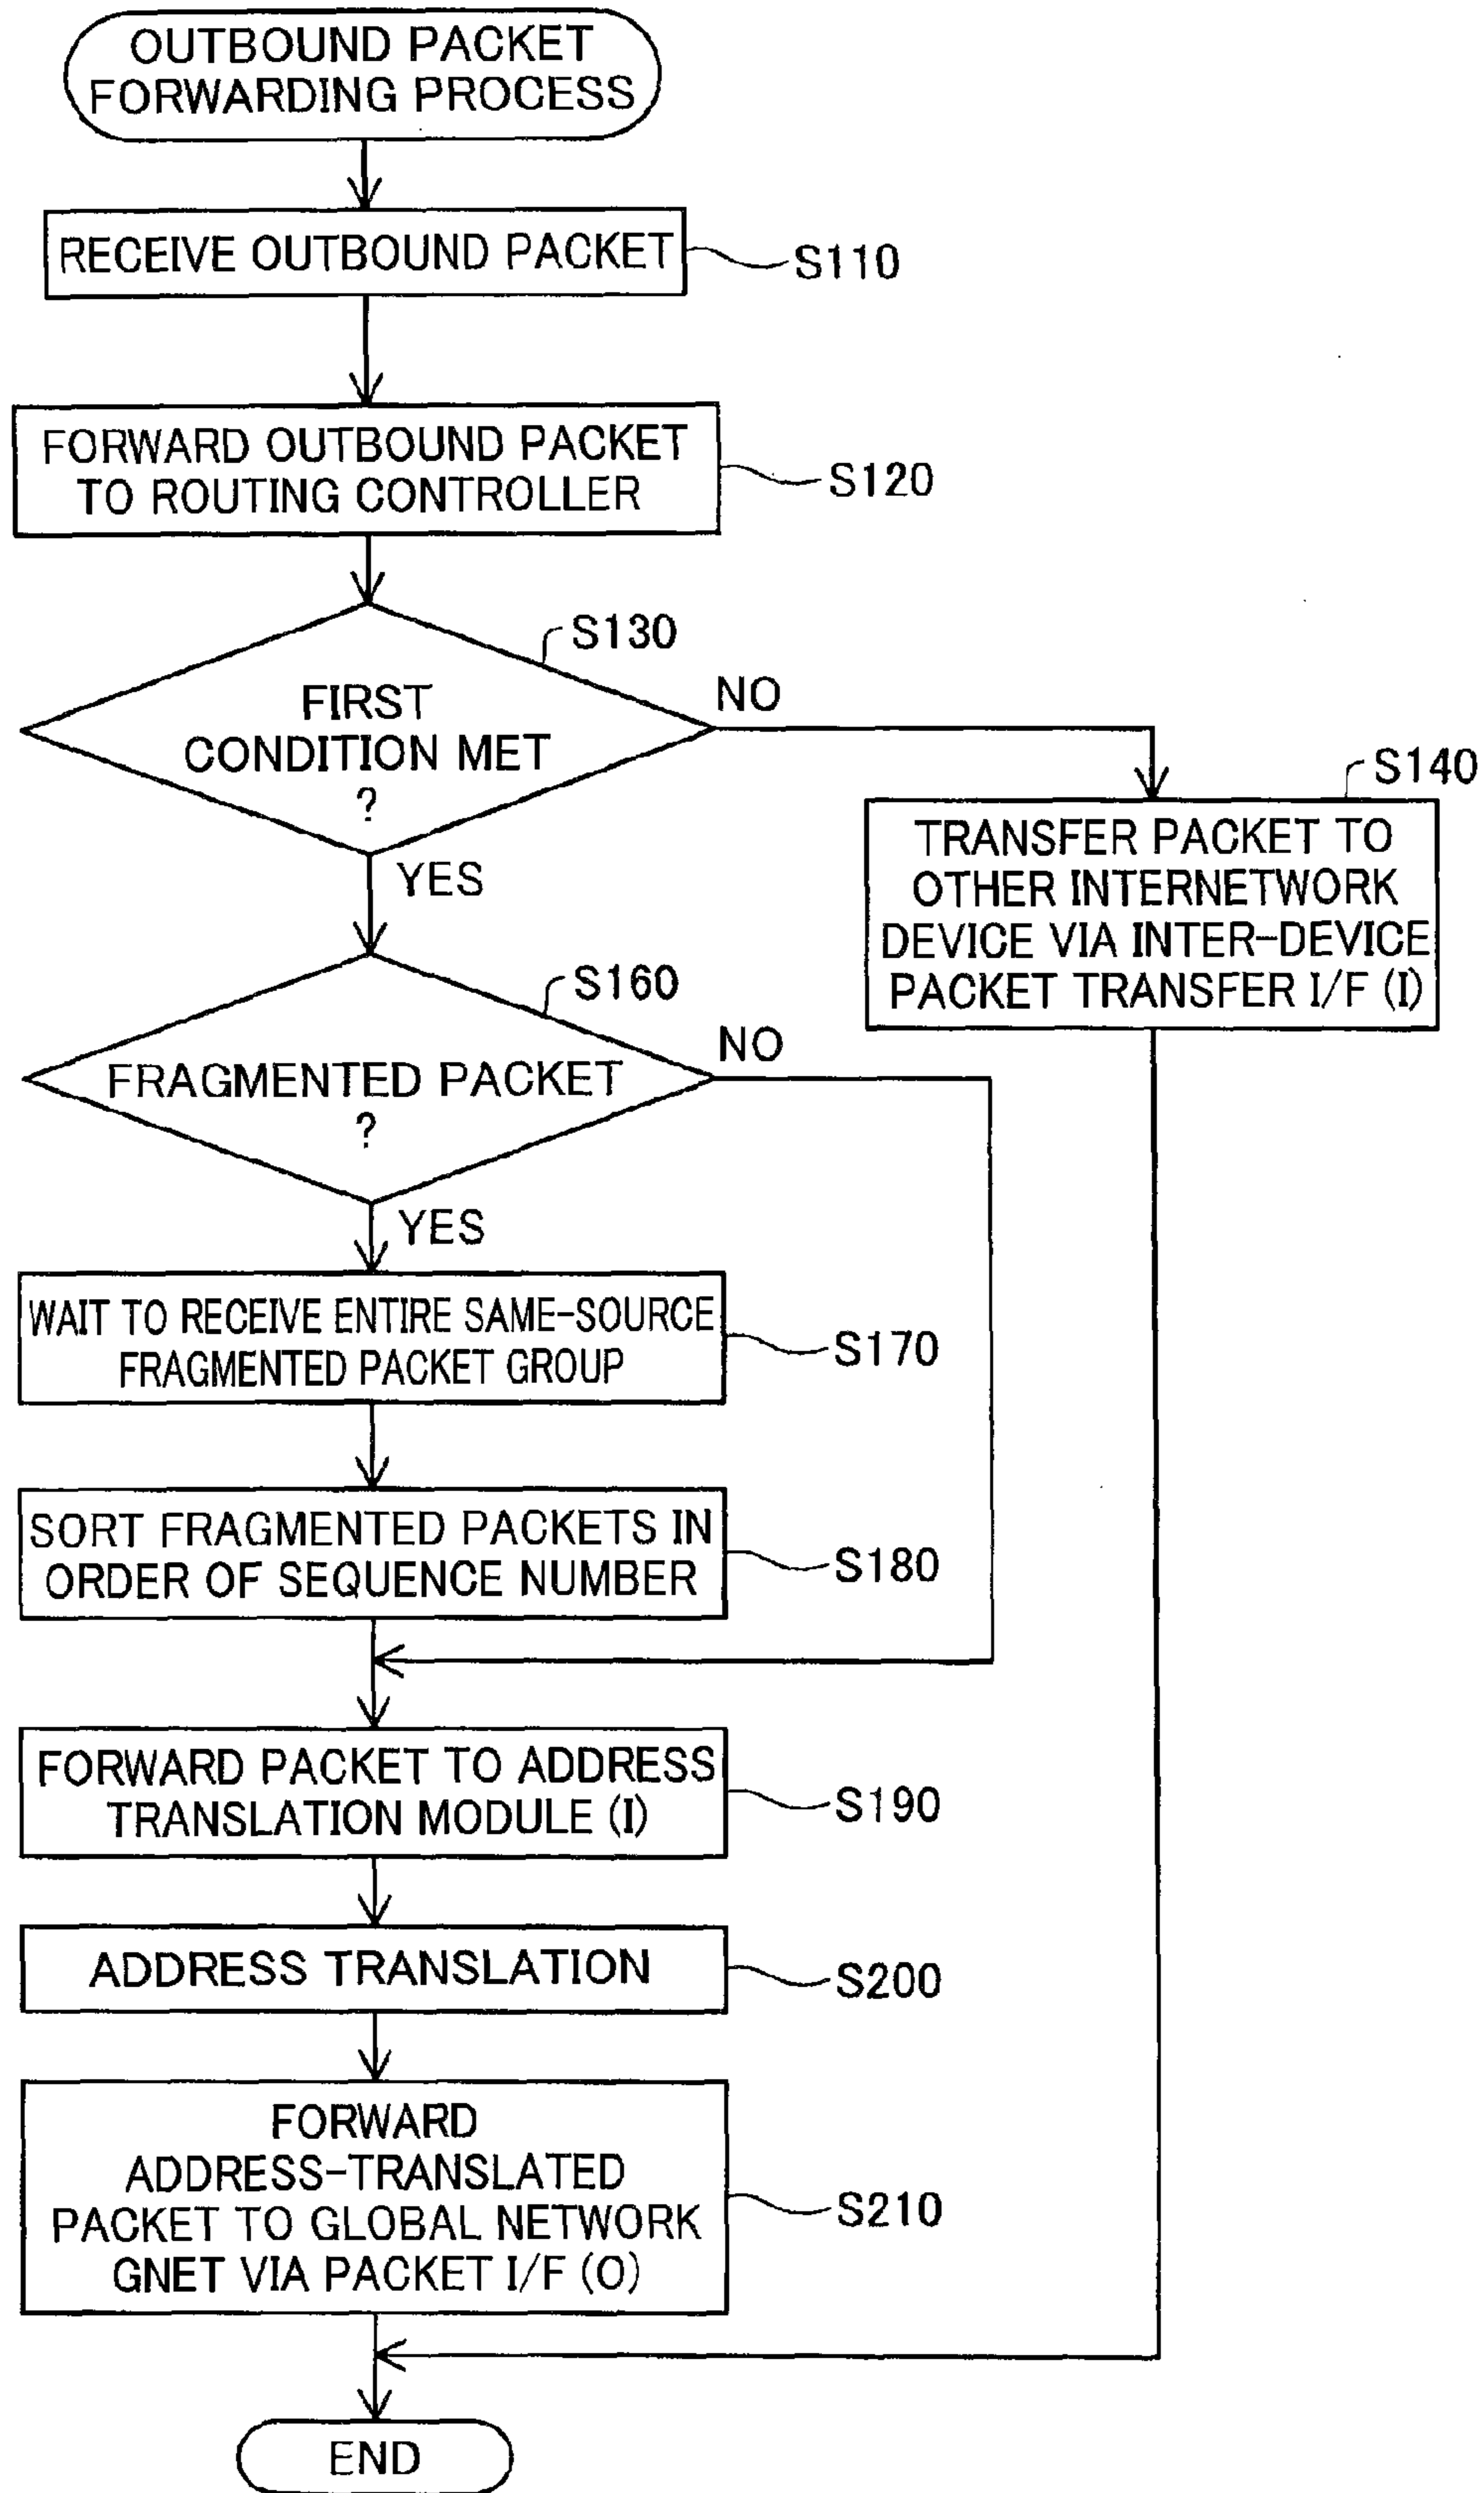 OUTBOUND PACKET
FORWARDING PROCESS
RECEIVE OUTBOUND PACKET
S110
FORWARD OUTBOUND PACKET
TO ROUTING CONTROLLER
S120
S130
FIRST
CONDITION MET
?
NO
YES
S140
TRANSFER PACKET TO
OTHER INTERNETWORK
DEVICE VIA INTER-DEVICE
PACKET TRANSFER I/F (I)
S160
FRAGMENTED PACKET
?
NO
YES
WAIT TO RECEIVE ENTIRE SAME-SOURCE
FRAGMENTED PACKET GROUP
S170
SORT FRAGMENTED PACKETS IN
ORDER OF SEQUENCE NUMBER
S180
FORWARD PACKET TO ADDRESS
TRANSLATION MODULE (I)
S190
ADDRESS TRANSLATION
S200
FORWARD
ADDRESS-TRANSLATED
PACKET TO GLOBAL NETWORK
GNET VIA PACKET I/F (O)
S210
END